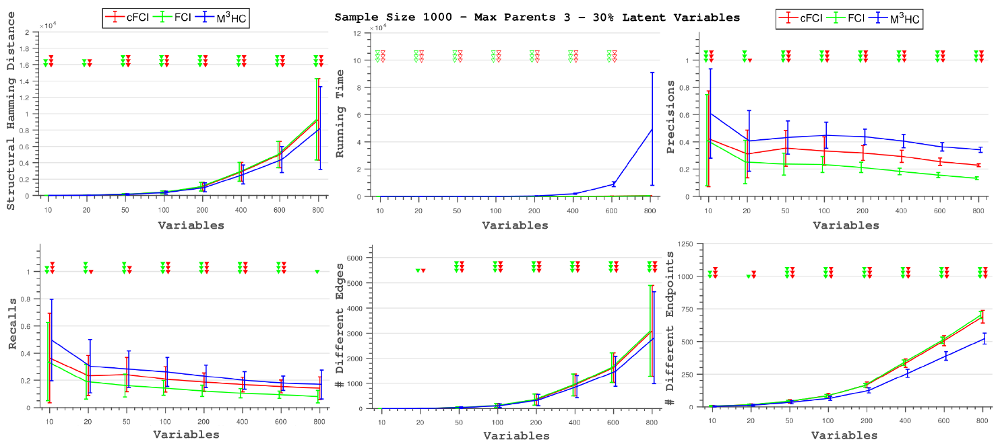 cFCI FCI M³HC
Sample Size 1000 – Max Parents 3 – 30% Latent Variables
cFCI FCI M³HC
Structural Hamming Distance
×10⁴
2
1.8
1.6
1.4
1.2
1
0.8
0.6
0.4
0.2
0
10 20 50 100 200 400 600 800
Variables
Running Time
×10⁴
12
10
8
6
4
2
0
10 20 50 100 200 400 600 800
Variables
Precisions
1
0.8
0.6
0.4
0.2
0
10 20 50 100 200 400 600 800
Variables
Recalls
1
0.8
0.6
0.4
0.2
0
10 20 50 100 200 400 600 800
Variables
# Different Edges
6000
5000
4000
3000
2000
1000
0
10 20 50 100 200 400 600 800
Variables
# Different Endpoints
1250
1000
750
500
250
0
10 20 50 100 200 400 600 800
Variables